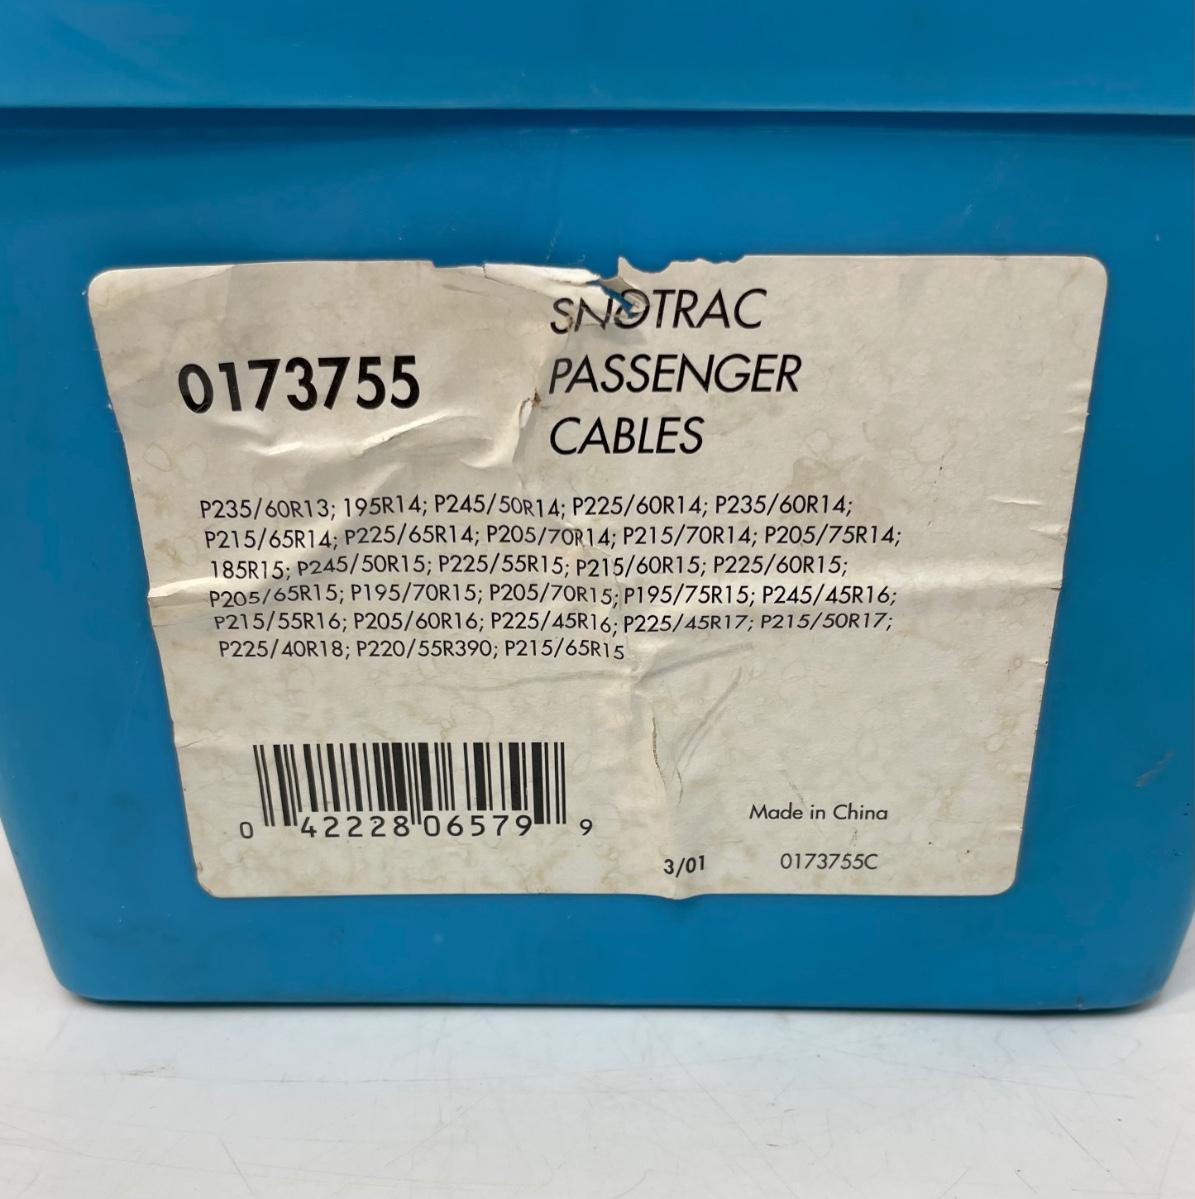 0173755
SNOTRAC
PASSENGER
CABLES
P235/60R13; 195R14; P245/50R14; P225/60R14; P235/60R14;
P215/65R14; P225/65R14; P205/70R14; P215/70R14; P205/75R14;
185R15; P245/50R15; P225/55R15; P215/60R15; P225/60R15;
P205/65R15; P195/70R15; P205/70R15; P195/75R15; P245/45R16;
P215/55R16; P205/60R16; P225/45R16; P225/45R17; P215/50R17;
P225/40R18; P220/55R390; P215/65R15
0 42228 06579 9
Made in China
3/01 0173755C